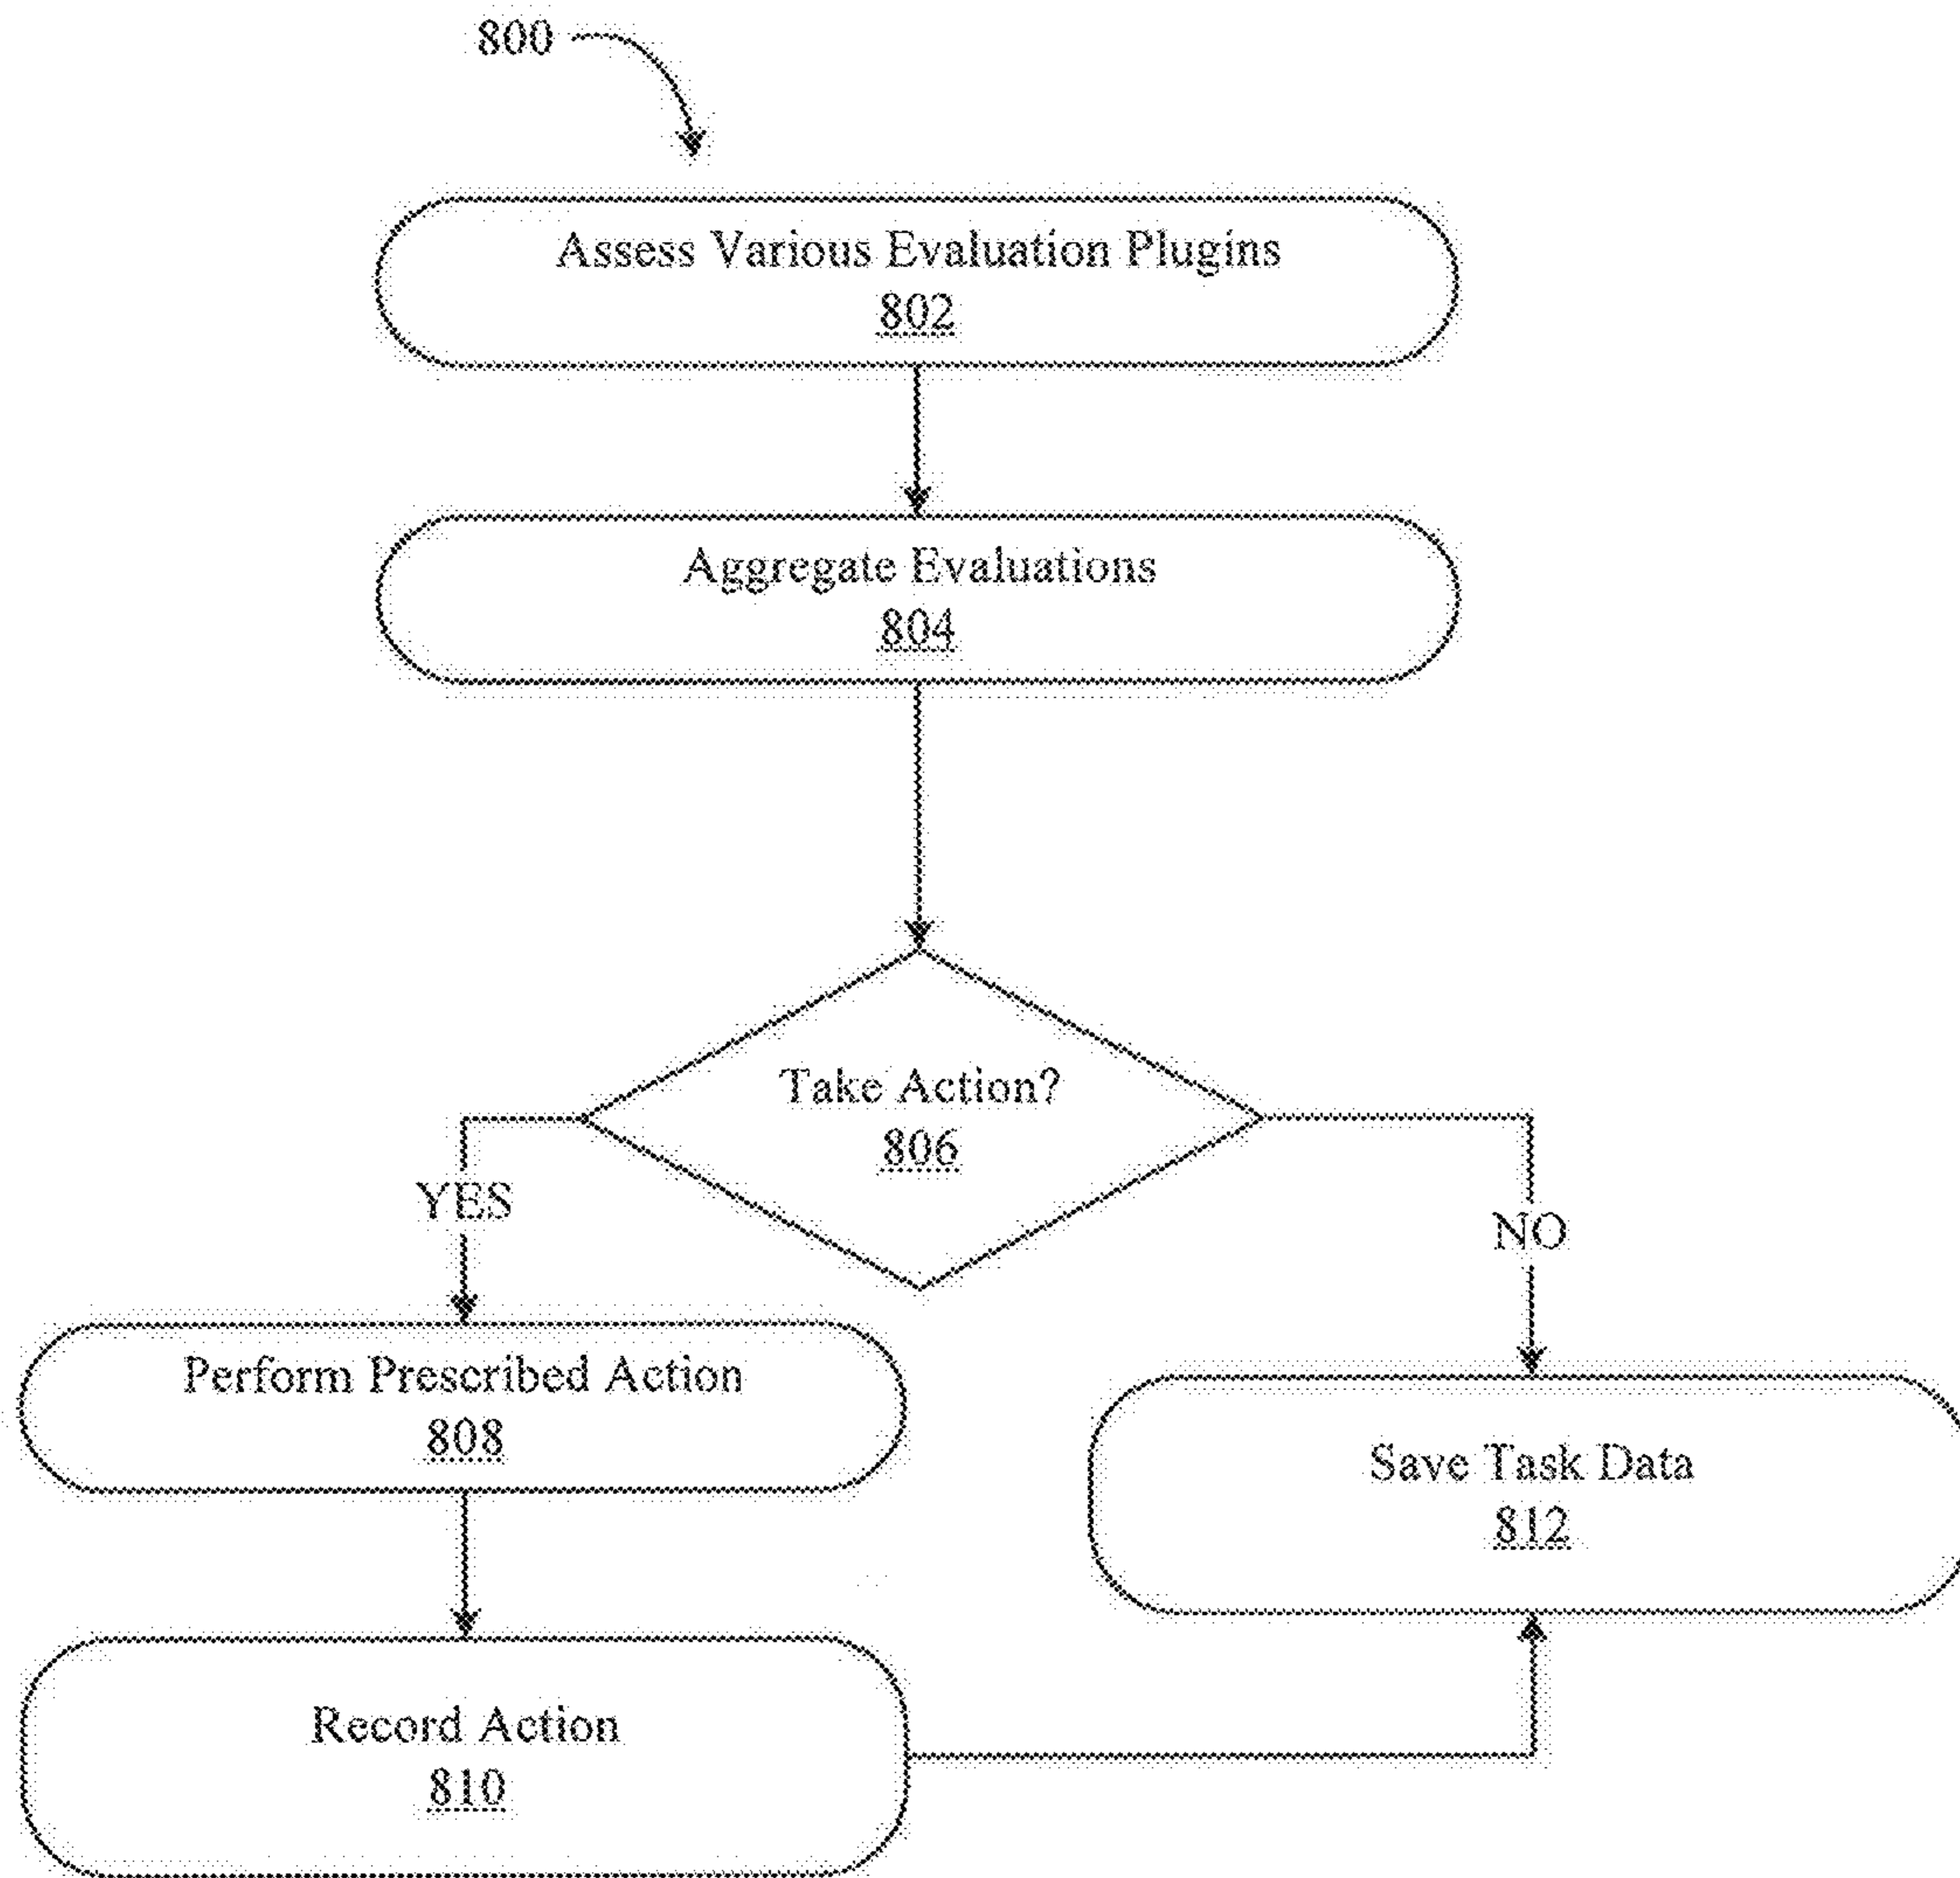 800
Assess Various Evaluation Plugins
802
Aggregate Evaluations
804
Take Action?
806
YES
NO
Perform Prescribed Action
808
Save Task Data
812
Record Action
810